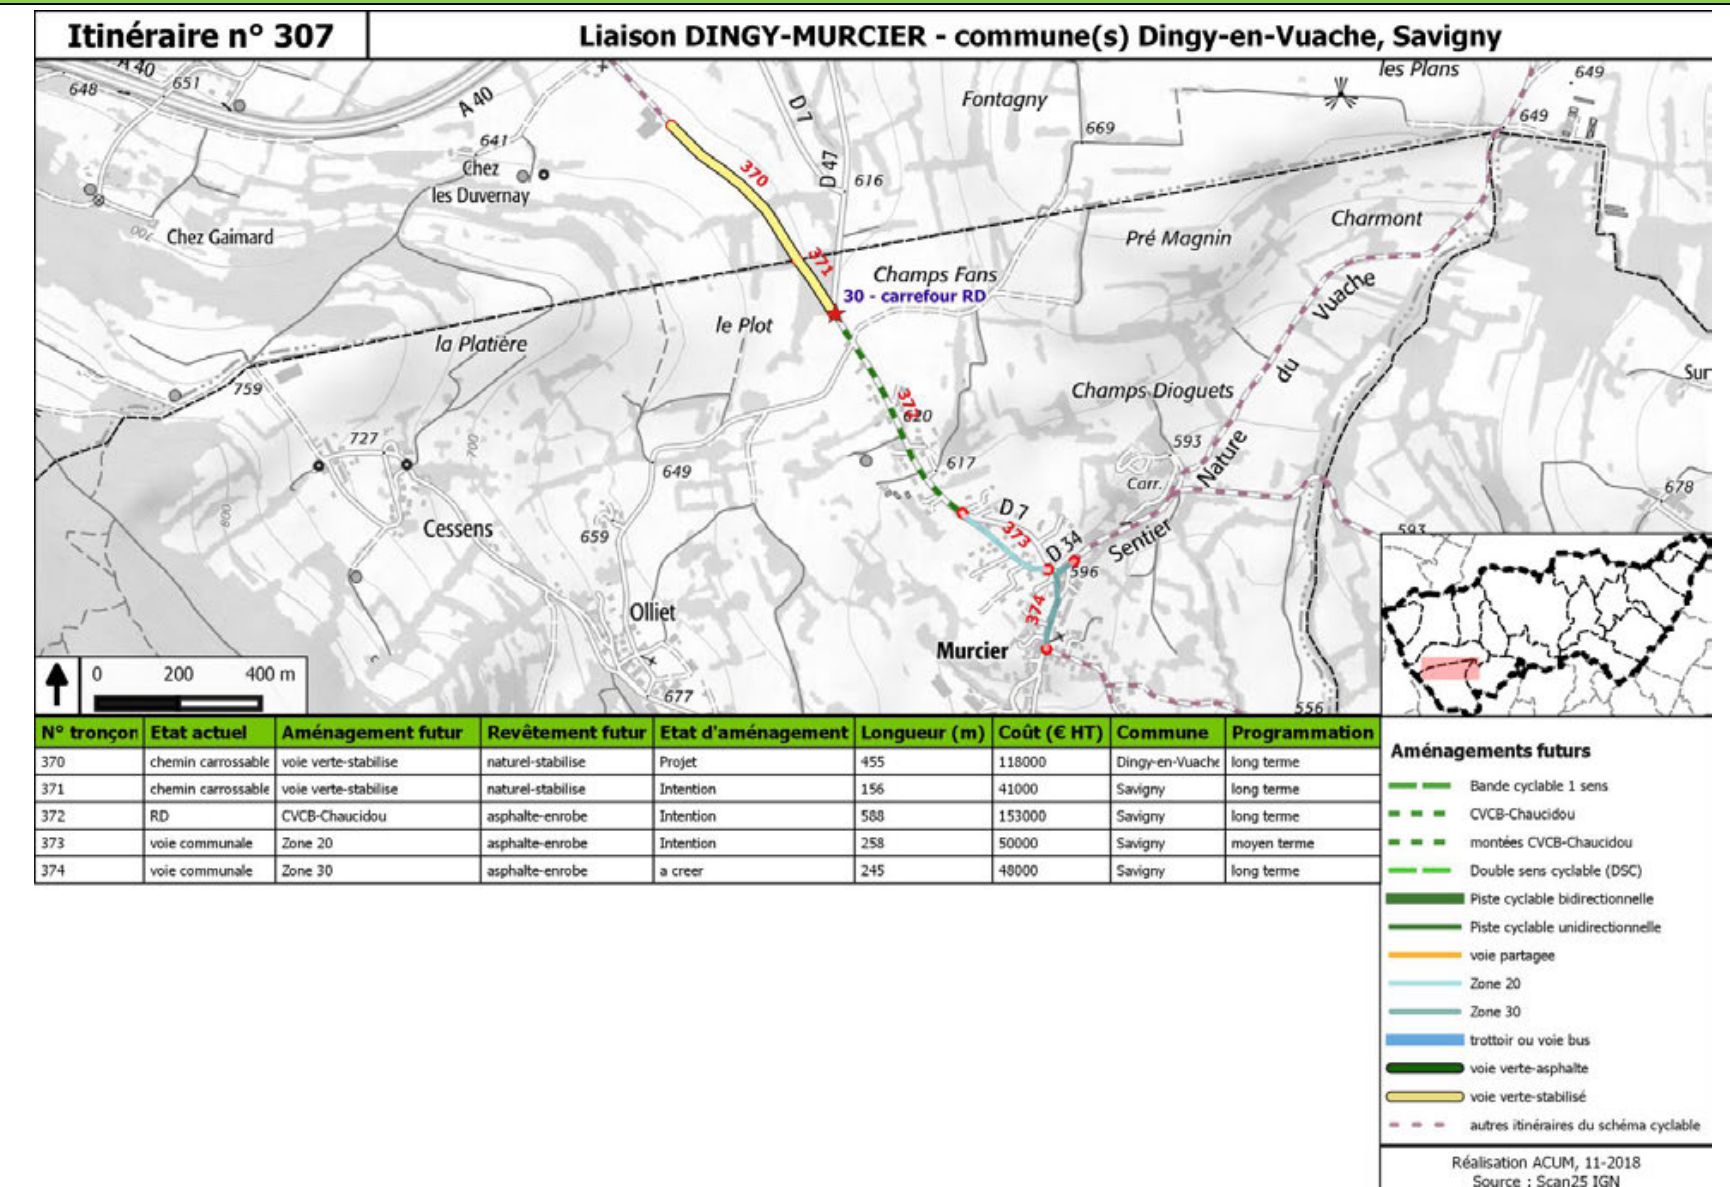 Itinéraire n° 307
Liaison DINGY-MURCIER - commune(s) Dingy-en-Vuache, Savigny
A 40
648
651
A 40
641
Chez
les Duvernay
Chez Gaimard
700
D 7
D 47
616
Fontagny
669
les Plans
649
649
370
371
Pré Magnin
Charmont
Champs Fans
30 - carrefour RD
le Plot
la Platière
759
727
700
800
Cessens
649
659
Olliet
677
372
620
617
Champs Dioguets
593
Carr.
Sentier
Nature
du
Vuache
D 7
373
D 34
596
374
Murcier
678
593
556
0 200 400 m
N° tronçon Etat actuel Aménagement futur Revêtement futur Etat d'aménagement Longueur (m) Coût (€ HT) Commune Programmation
370 chemin carrossable voie verte-stabilise naturel-stabilise Projet 455 118000 Dingy-en-Vuache long terme
371 chemin carrossable voie verte-stabilise naturel-stabilise Intention 156 41000 Savigny long terme
372 RD CVCB-Chaucidou asphalte-enrobe Intention 588 153000 Savigny long terme
373 voie communale Zone 20 asphalte-enrobe Intention 258 50000 Savigny moyen terme
374 voie communale Zone 30 asphalte-enrobe a creer 245 48000 Savigny long terme
Aménagements futurs
Bande cyclable 1 sens
CVCB-Chaucidou
montées CVCB-Chaucidou
Double sens cyclable (DSC)
Piste cyclable bidirectionnelle
Piste cyclable unidirectionnelle
voie partagee
Zone 20
Zone 30
trottoir ou voie bus
voie verte-asphalte
voie verte-stabilisé
autres itinéraires du schéma cyclable
Réalisation ACUM, 11-2018
Source : Scan25 IGN